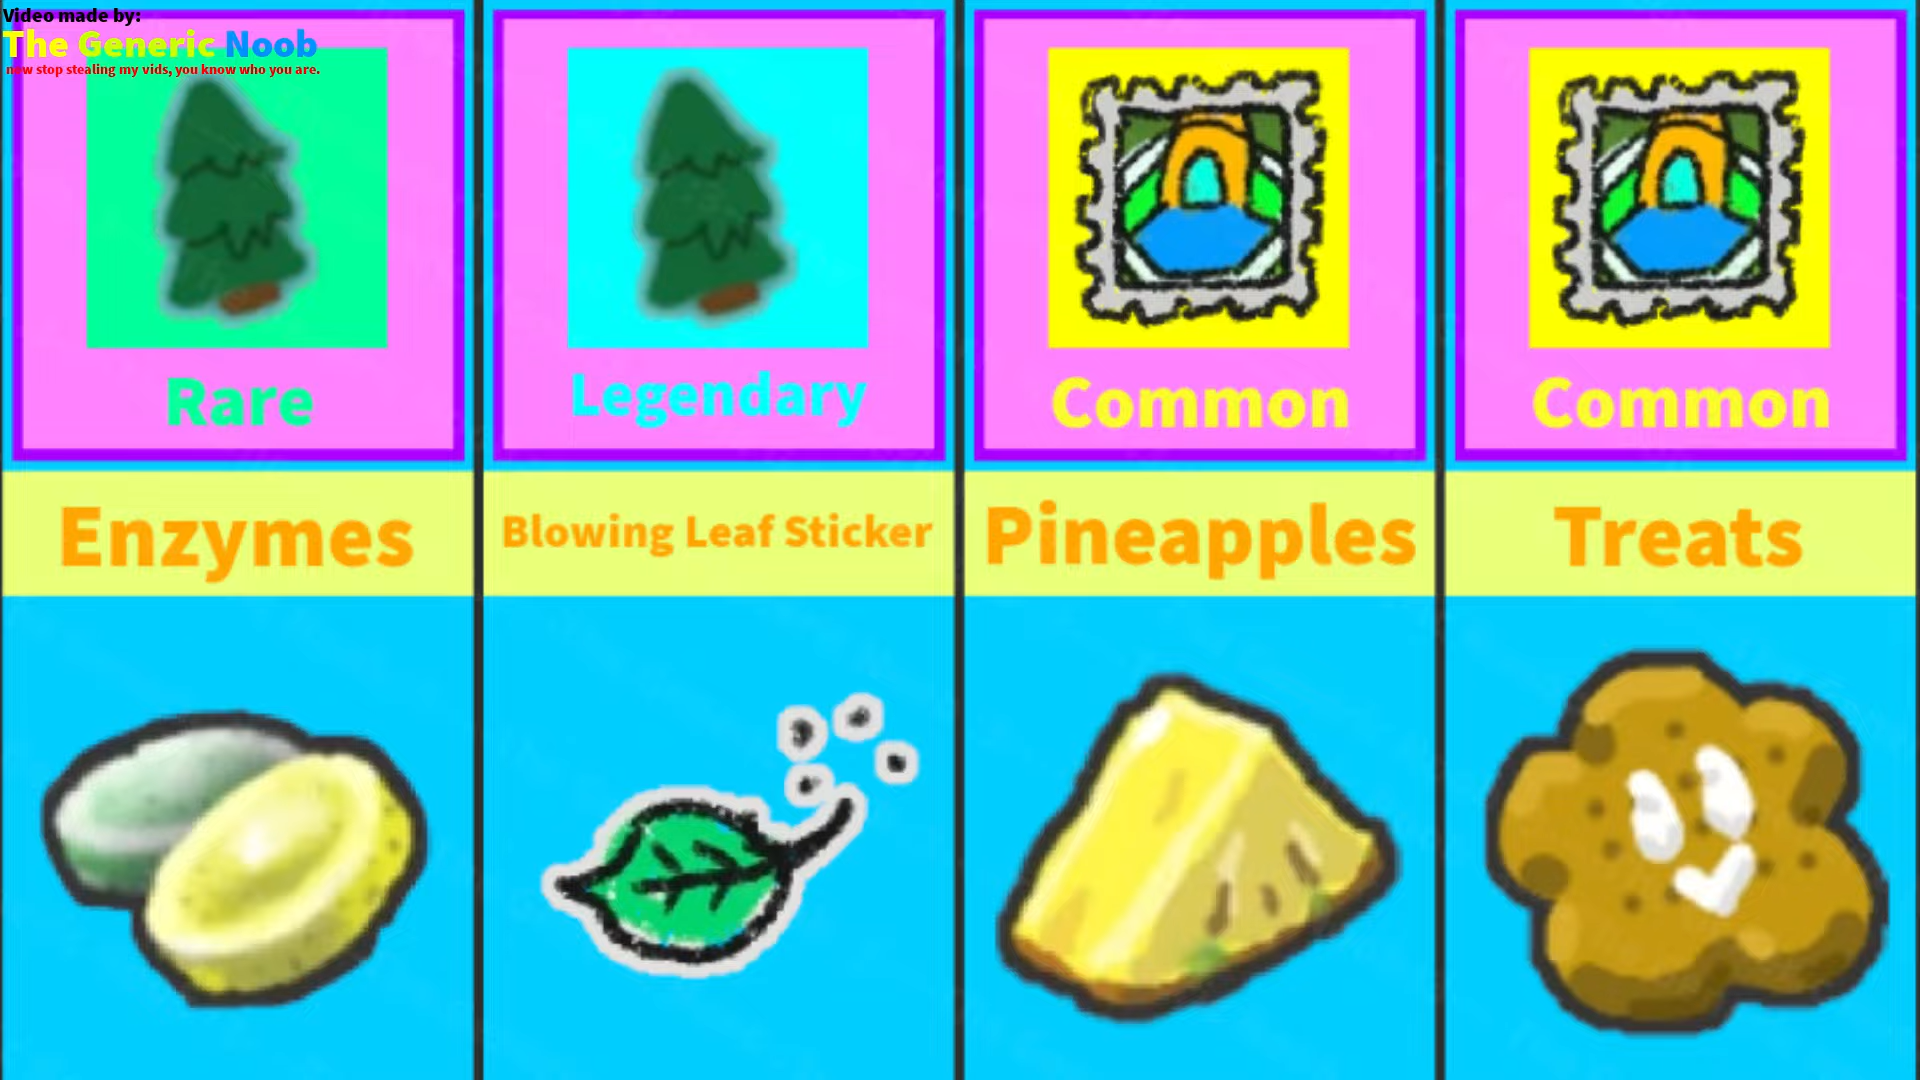 Video made by:
The Generic Noob
now stop stealing my vids, you know who you are.
Rare
Legendary
Common
Common
Enzymes
Blowing Leaf Sticker
Pineapples
Treats